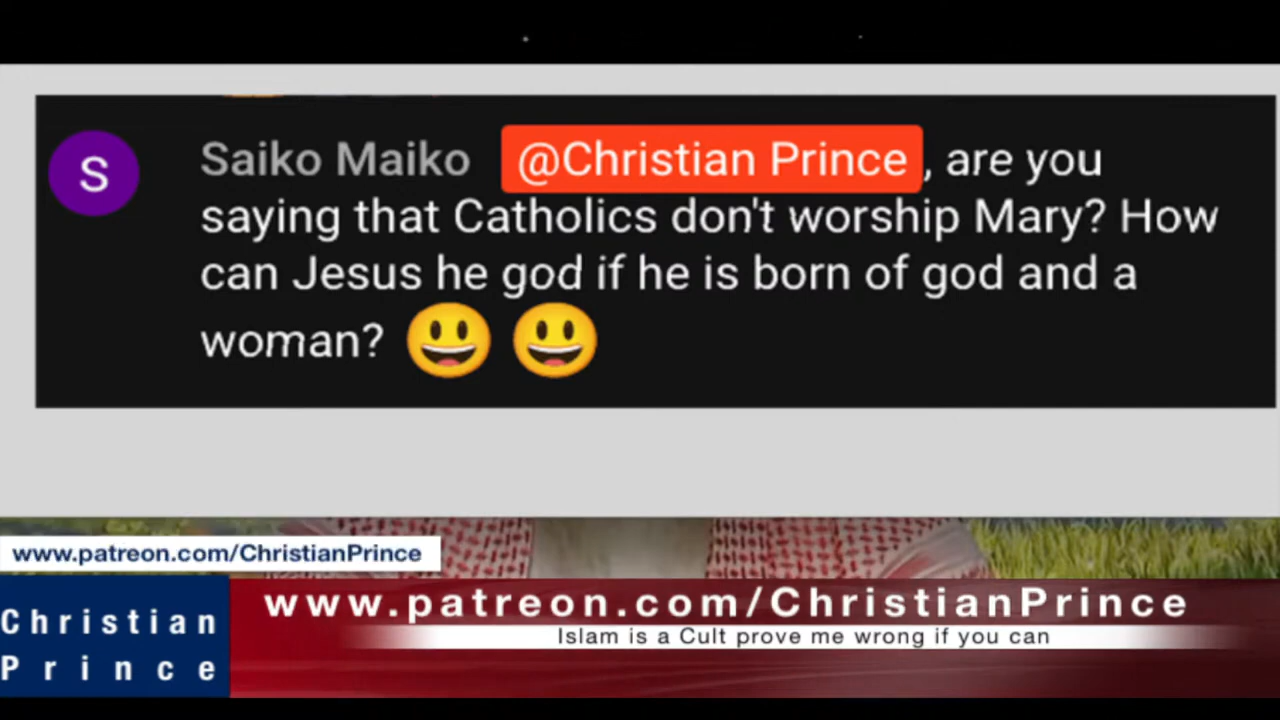 S
Saiko Maiko @Christian Prince, are you
saying that Catholics don't worship Mary? How
can Jesus he god if he is born of god and a
woman? 😃 😃
www.patreon.com/ChristianPrince
www.patreon.com/ChristianPrince
Islam is a Cult prove me wrong if you can
Christian
Prince